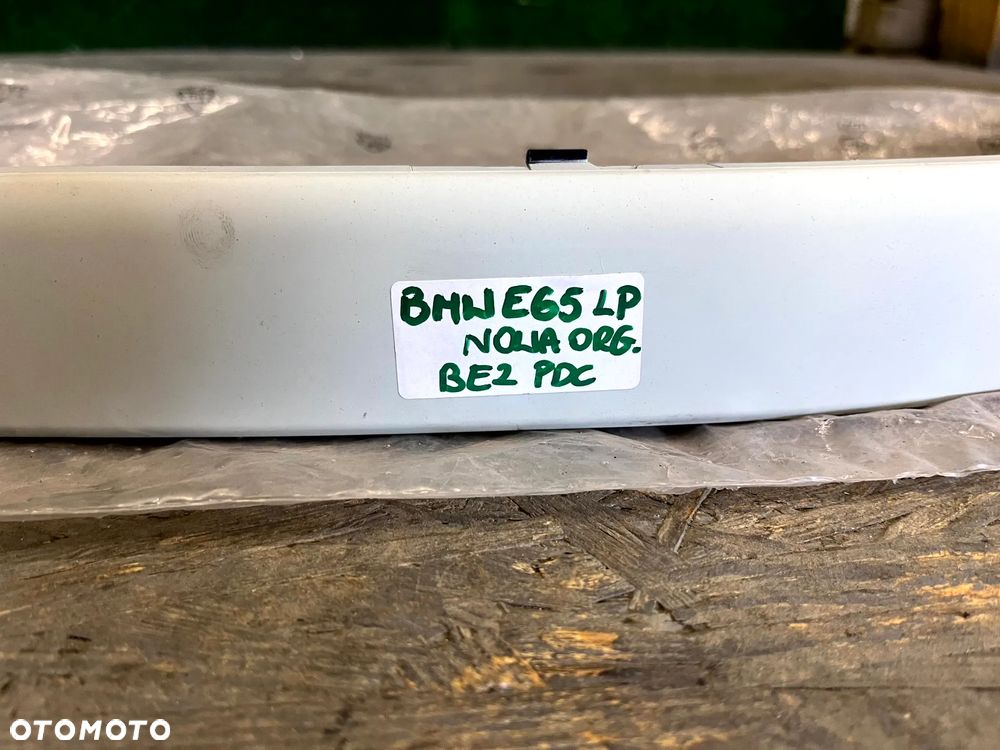 BMW E65 LP
NOWA ORG.
BEZ PDC
OTOMOTO